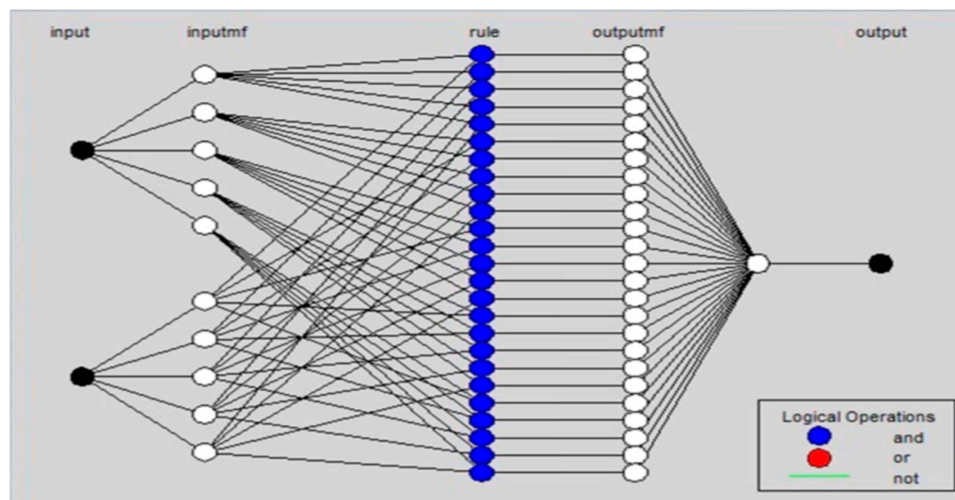 input inputmf rule outputmf output
Logical Operations
and
or
not